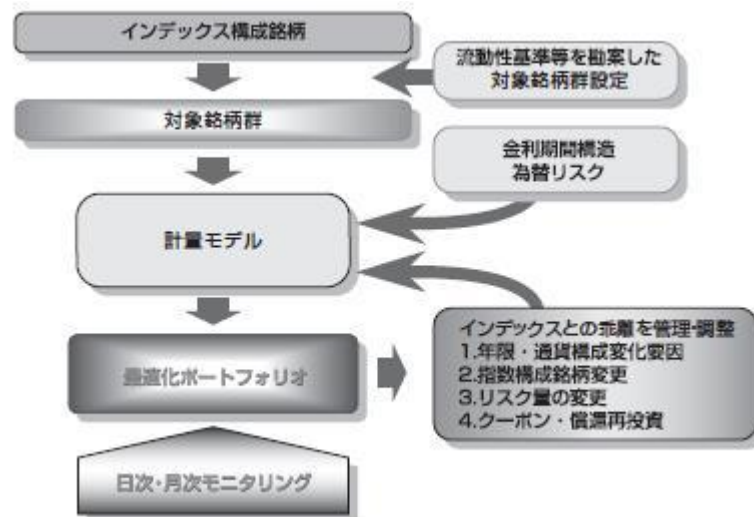 インデックス構成銘柄
流動性基準等を勘案した
対象銘柄群設定
対象銘柄群
金利期間構造
為替リスク
計量モデル
インデックスとの乖離を管理・調整
1.年限・通貨構成変化要因
2.指数構成銘柄変更
3.リスク量の変更
4.クーポン・償還再投資
最適化ポートフォリオ
日次・月次モニタリング